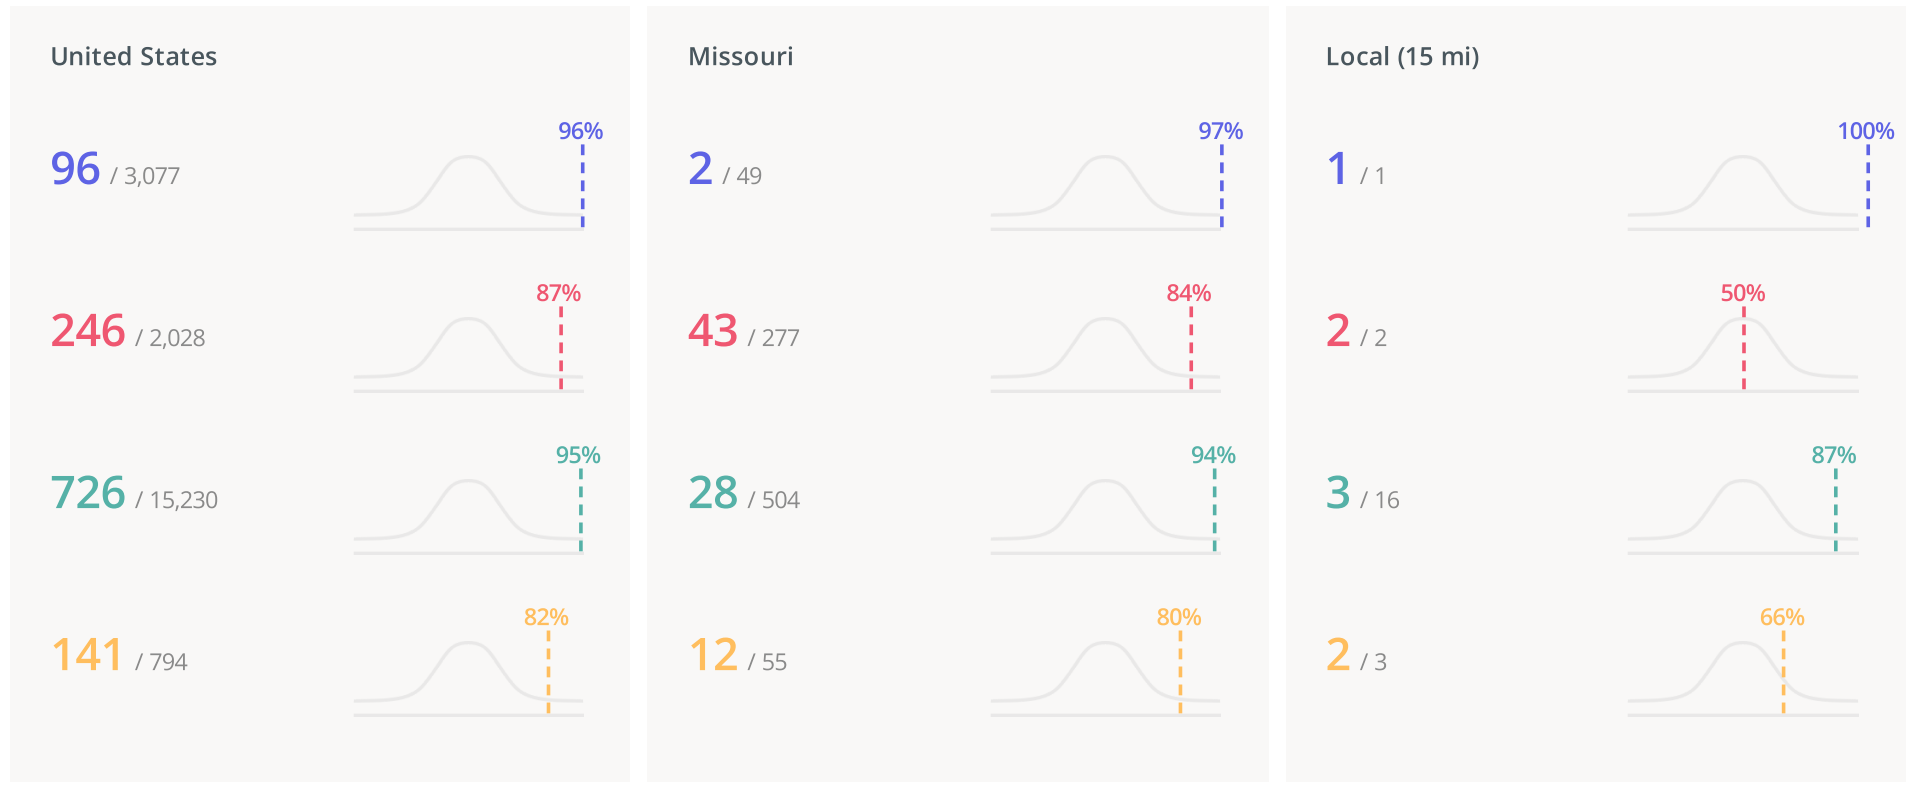 United States
96%
96 / 3,077
87%
246 / 2,028
95%
726 / 15,230
82%
141 / 794
Missouri
97%
2 / 49
84%
43 / 277
94%
28 / 504
80%
12 / 55
Local (15 mi)
100%
1 / 1
50%
2 / 2
87%
3 / 16
66%
2 / 3